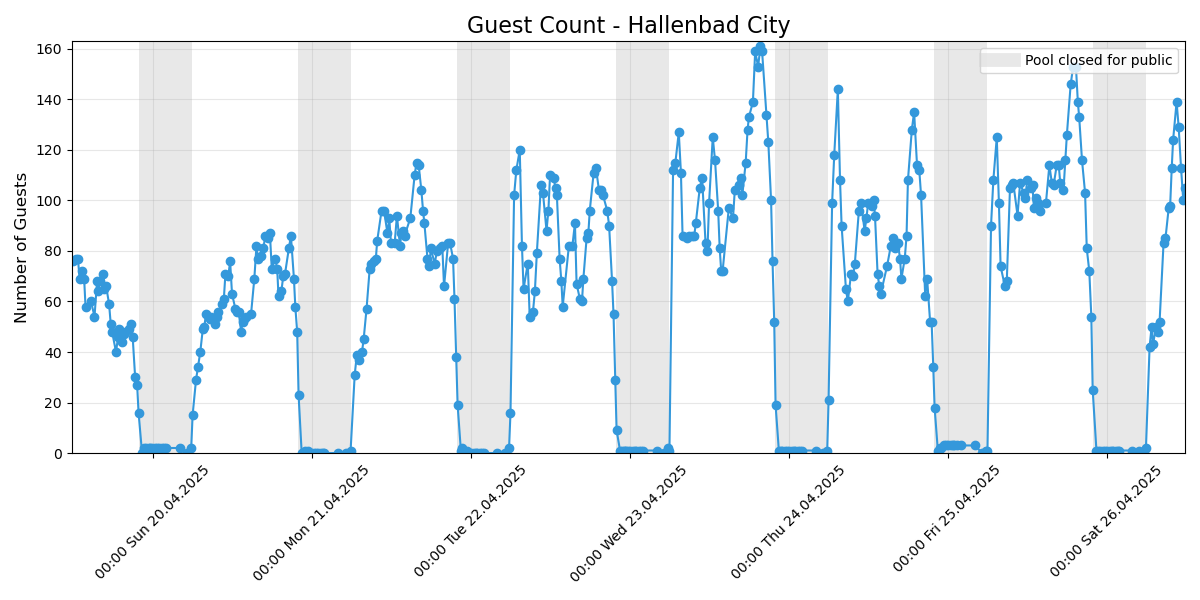 Guest Count - Hallenbad City
Pool closed for public
Number of Guests
160
140
120
100
80
60
40
20
0
00:00 Sun 20.04.2025
00:00 Mon 21.04.2025
00:00 Tue 22.04.2025
00:00 Wed 23.04.2025
00:00 Thu 24.04.2025
00:00 Fri 25.04.2025
00:00 Sat 26.04.2025